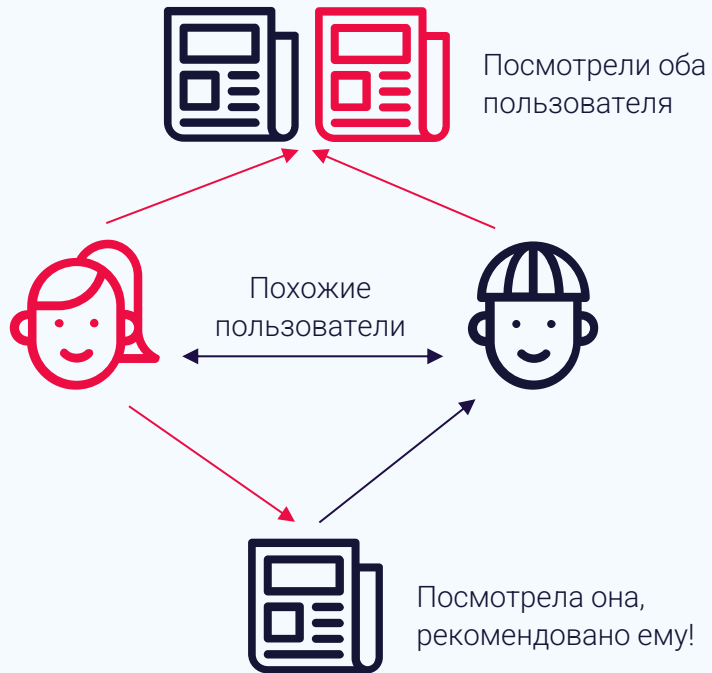 Посмотрели оба
пользователя
Похожие
пользователи
Посмотрела она,
рекомендовано ему!